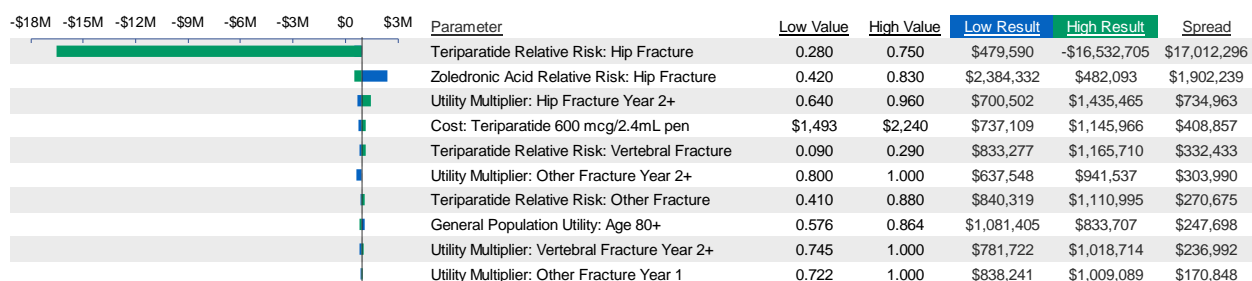 -$18M -$15M -$12M -$9M -$6M -$3M $0 $3M Parameter Low Value High Value Low Result High Result Spread
Teriparatide Relative Risk: Hip Fracture 0.280 0.750 $479,590 -$16,532,705 $17,012,296
Zoledronic Acid Relative Risk: Hip Fracture 0.420 0.830 $2,384,332 $482,093 $1,902,239
Utility Multiplier: Hip Fracture Year 2+ 0.640 0.960 $700,502 $1,435,465 $734,963
Cost: Teriparatide 600 mcg/2.4mL pen $1,493 $2,240 $737,109 $1,145,966 $408,857
Teriparatide Relative Risk: Vertebral Fracture 0.090 0.290 $833,277 $1,165,710 $332,433
Utility Multiplier: Other Fracture Year 2+ 0.800 1.000 $637,548 $941,537 $303,990
Teriparatide Relative Risk: Other Fracture 0.410 0.880 $840,319 $1,110,995 $270,675
General Population Utility: Age 80+ 0.576 0.864 $1,081,405 $833,707 $247,698
Utility Multiplier: Vertebral Fracture Year 2+ 0.745 1.000 $781,722 $1,018,714 $236,992
Utility Multiplier: Other Fracture Year 1 0.722 1.000 $838,241 $1,009,089 $170,848